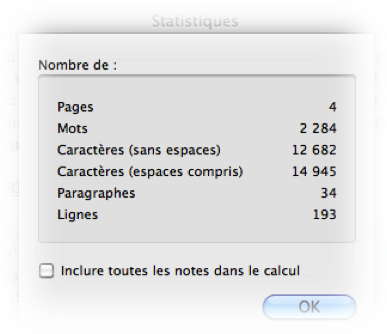 Statistiques
Nombre de :
Pages 4
Mots 2 284
Caractères (sans espaces) 12 682
Caractères (espaces compris) 14 945
Paragraphes 34
Lignes 193
Inclure toutes les notes dans le calcul
OK